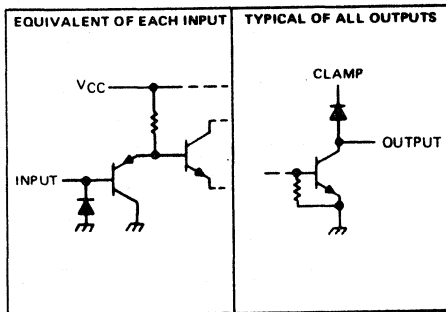 EQUIVALENT OF EACH INPUT
TYPICAL OF ALL OUTPUTS
VCC
INPUT
CLAMP
OUTPUT